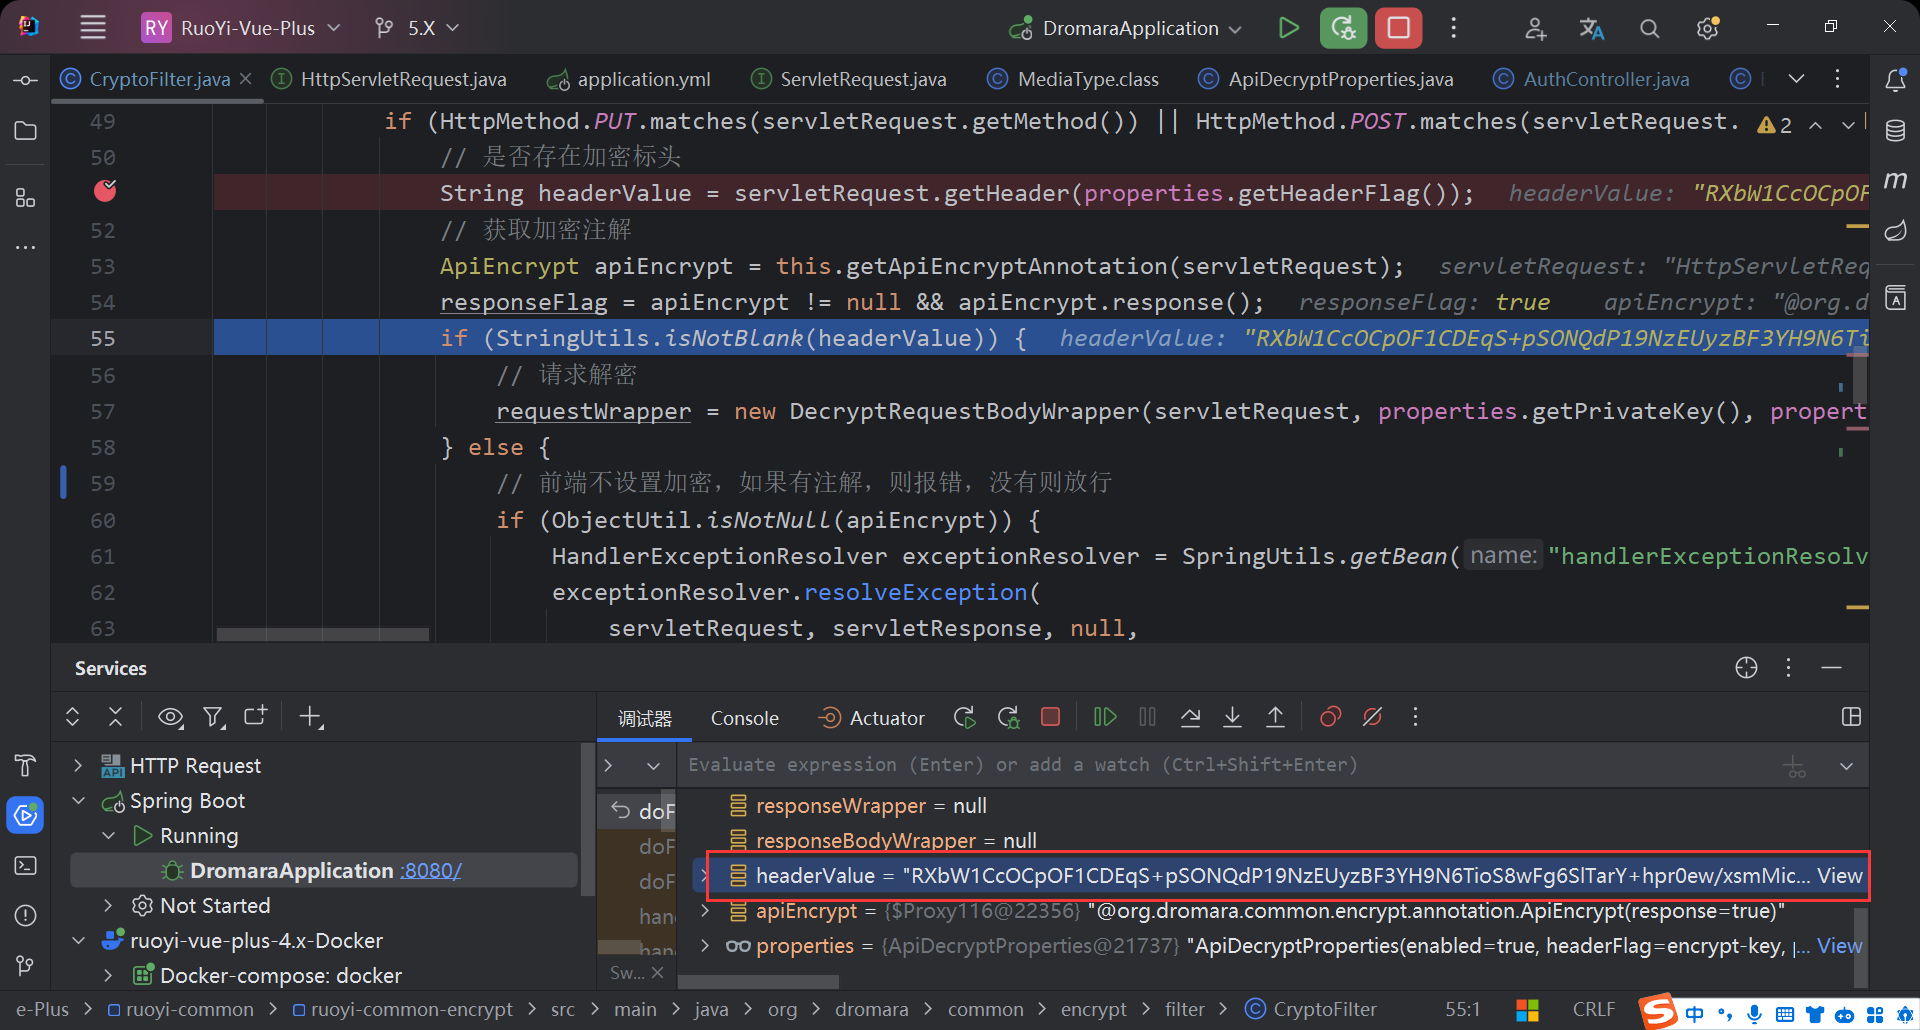 RY RuoYi-Vue-Plus 5.X DromaraApplication
CryptoFilter.java HttpServletRequest.java application.yml ServletRequest.java MediaType.class ApiDecryptProperties.java AuthController.java
49 if (HttpMethod.PUT.matches(servletRequest.getMethod()) || HttpMethod.POST.matches(servletRequest. 2
50 // 是否存在加密标头
String headerValue = servletRequest.getHeader(properties.getHeaderFlag()); headerValue: "RXbW1CcOCpOF
52 // 获取加密注解
53 ApiEncrypt apiEncrypt = this.getApiEncryptAnnotation(servletRequest); servletRequest: "HttpServletReq
54 responseFlag = apiEncrypt != null && apiEncrypt.response(); responseFlag: true apiEncrypt: "@org.d
55 if (StringUtils.isNotBlank(headerValue)) { headerValue: "RXbW1CcOCpOF1CDEqS+pSONQdP19NzEUyzBF3YH9N6Ti
56 // 请求解密
57 requestWrapper = new DecryptRequestBodyWrapper(servletRequest, properties.getPrivateKey(), propert
58 } else {
59 // 前端不设置加密，如果有注解，则报错，没有则放行
60 if (ObjectUtil.isNotNull(apiEncrypt)) {
61 HandlerExceptionResolver exceptionResolver = SpringUtils.getBean( name: "handlerExceptionResolv
62 exceptionResolver.resolveException(
63 servletRequest, servletResponse, null,
Services
调试器 Console Actuator
HTTP Request
Spring Boot
Running
DromaraApplication :8080/
Not Started
ruoyi-vue-plus-4.x-Docker
Docker-compose: docker
Evaluate expression (Enter) or add a watch (Ctrl+Shift+Enter)
doF
doF
doF
han
han
Sw...
responseWrapper = null
responseBodyWrapper = null
headerValue = "RXbW1CcOCpOF1CDEqS+pSONQdP19NzEUyzBF3YH9N6TioS8wFg6SlTarY+hpr0ew/xsmMic... View
apiEncrypt = {$Proxy116@22356} "@org.dromara.common.encrypt.annotation.ApiEncrypt(response=true)"
properties = {ApiDecryptProperties@21737} "ApiDecryptProperties(enabled=true, headerFlag=encrypt-key, p... View
e-Plus > ruoyi-common > ruoyi-common-encrypt > src > main > java > org > dromara > common > encrypt > filter > CryptoFilter 55:1 CRLF
中